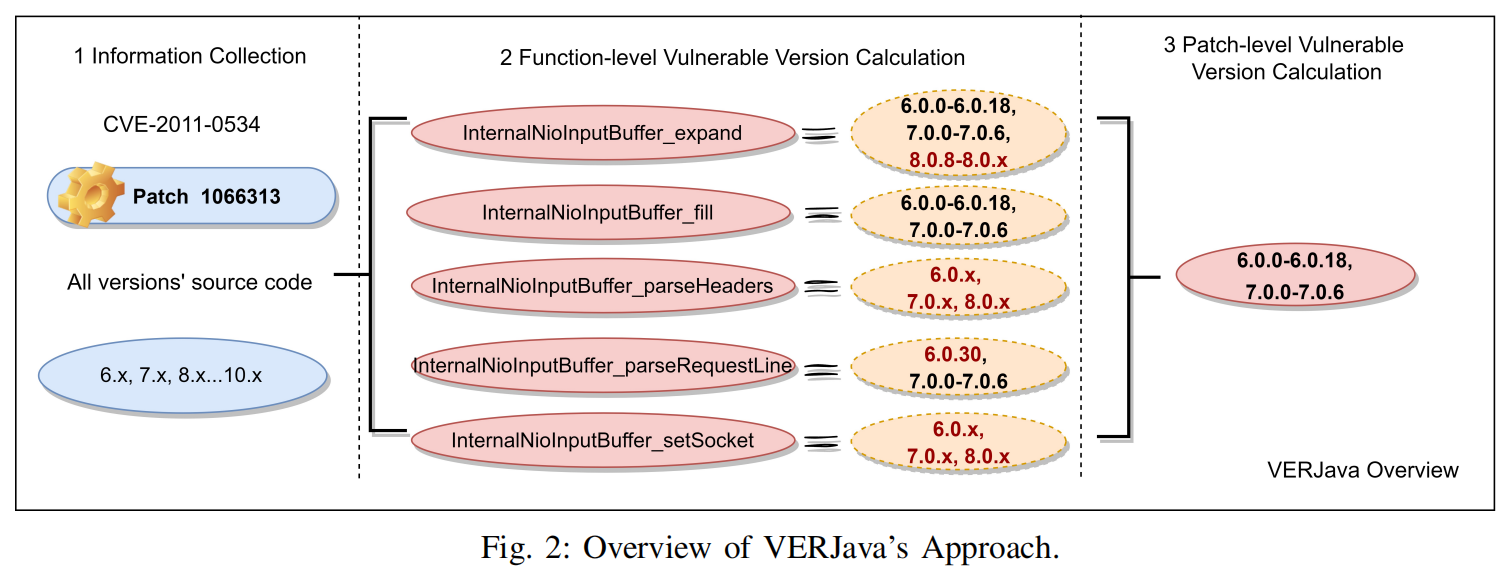 1 Information Collection
CVE-2011-0534
Patch 1066313
All versions' source code
6.x, 7.x, 8.x...10.x
2 Function-level Vulnerable Version Calculation
InternalNioInputBuffer_expand
6.0.0-6.0.18,
7.0.0-7.0.6,
8.0.8-8.0.x
InternalNioInputBuffer_fill
6.0.0-6.0.18,
7.0.0-7.0.6
InternalNioInputBuffer_parseHeaders
6.0.x,
7.0.x, 8.0.x
InternalNioInputBuffer_parseRequestLine
6.0.30,
7.0.0-7.0.6
InternalNioInputBuffer_setSocket
6.0.x,
7.0.x, 8.0.x
3 Patch-level Vulnerable
Version Calculation
6.0.0-6.0.18,
7.0.0-7.0.6
VERJava Overview
Fig. 2: Overview of VERJava's Approach.